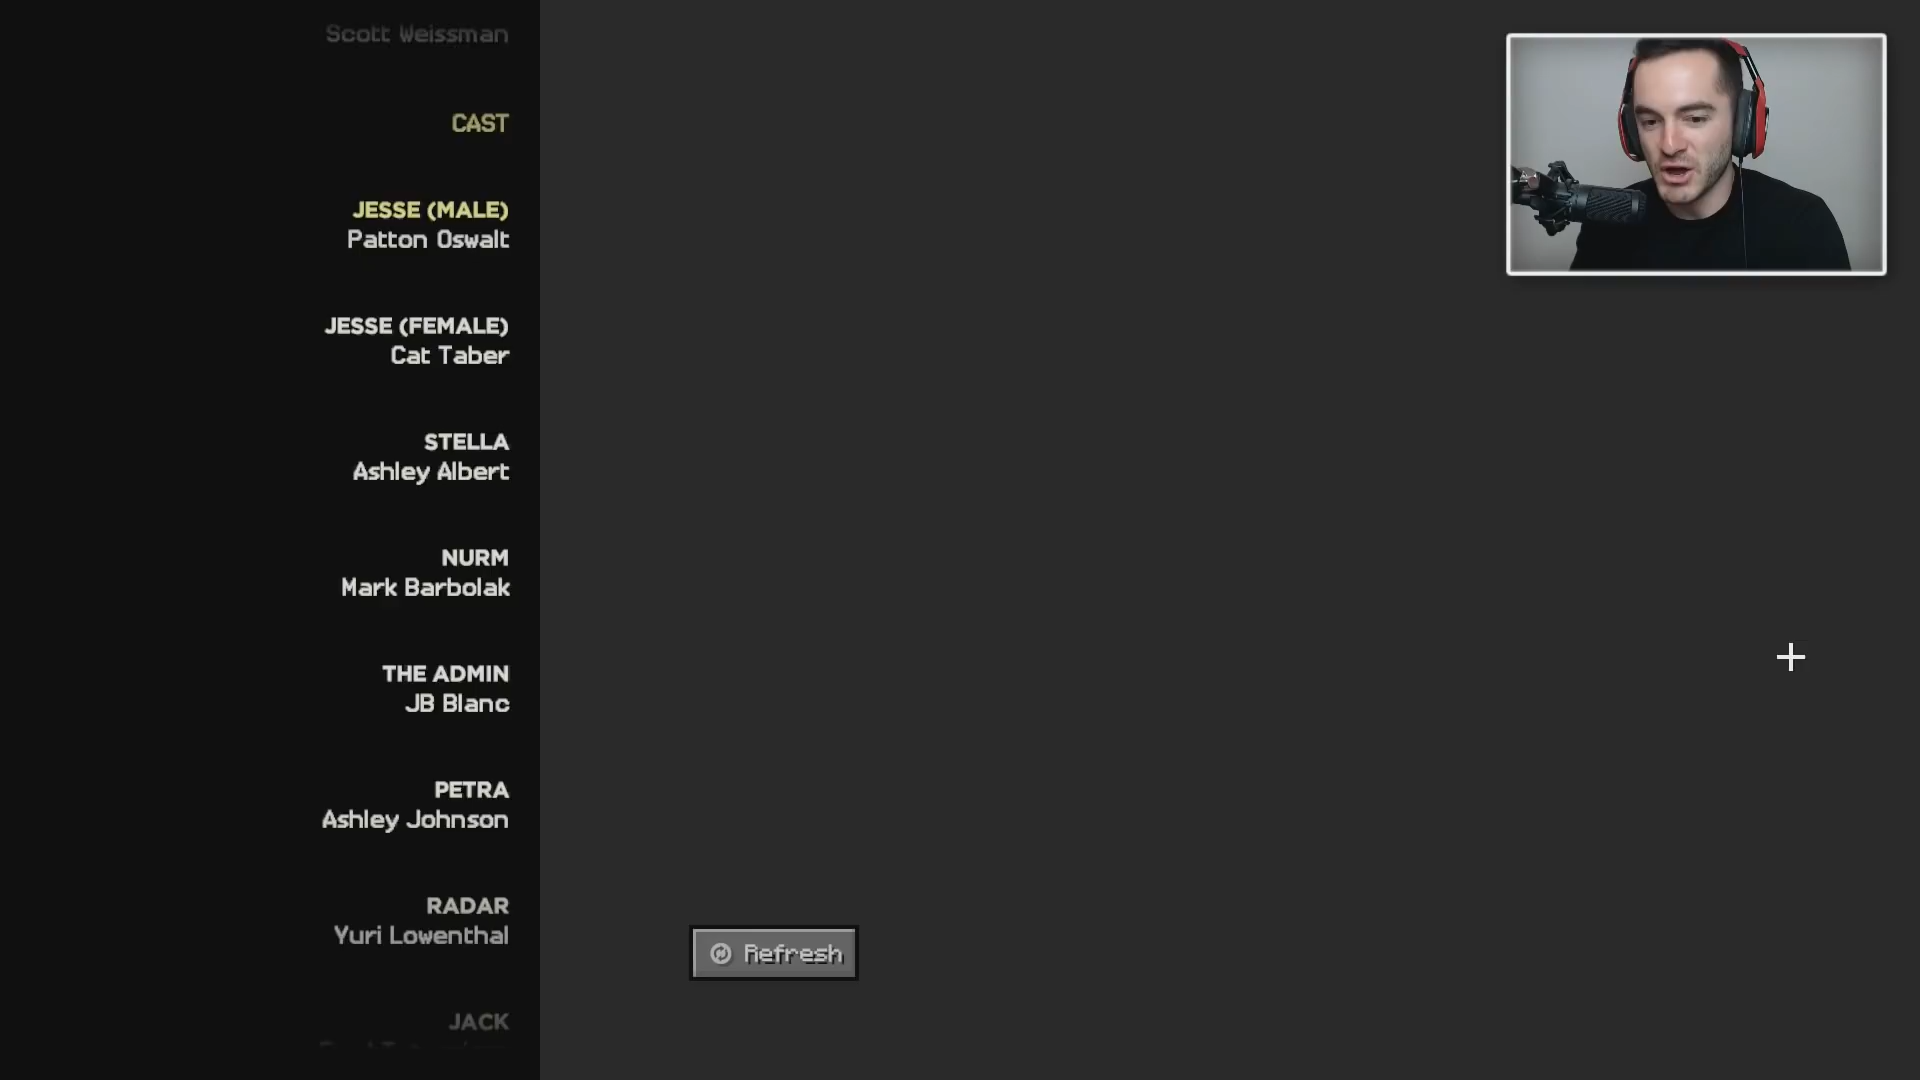 Scott Weissman
CAST
JESSE (MALE)
Patton Oswalt
JESSE (FEMALE)
Cat Taber
STELLA
Ashley Albert
NURM
Mark Barbolak
THE ADMIN
JB Blanc
PETRA
Ashley Johnson
RADAR
Yuri Lowenthal
JACK
Refresh